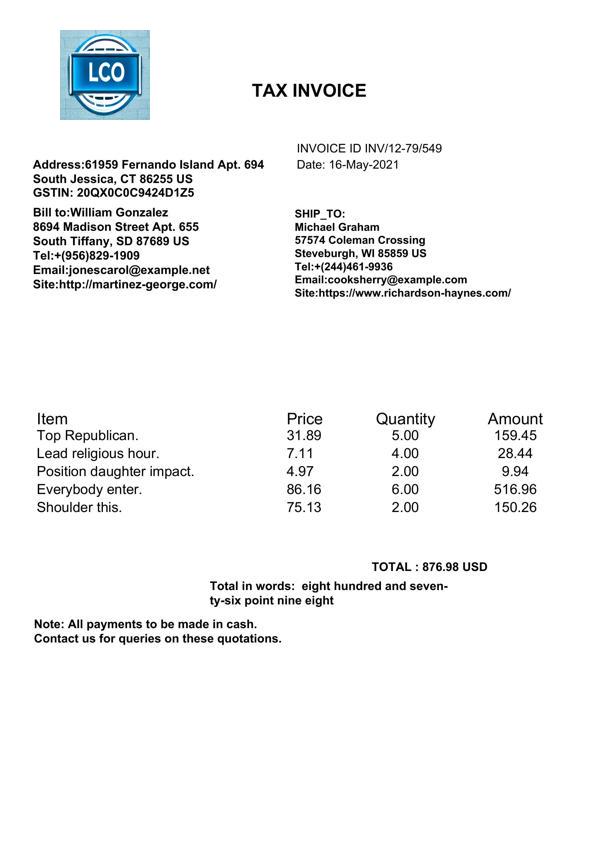 LCO
TAX INVOICE
INVOICE ID INV/12-79/549
Date: 16-May-2021
Address:61959 Fernando Island Apt. 694
South Jessica, CT 86255 US
GSTIN: 20QX0C0C9424D1Z5
Bill to:William Gonzalez
8694 Madison Street Apt. 655
South Tiffany, SD 87689 US
Tel:+(956)829-1909
Email:jonescarol@example.net
Site:http://martinez-george.com/
SHIP_TO:
Michael Graham
57574 Coleman Crossing
Steveburgh, WI 85859 US
Tel:+(244)461-9936
Email:cooksherry@example.com
Site:https://www.richardson-haynes.com/
Item Price Quantity Amount
Top Republican. 31.89 5.00 159.45
Lead religious hour. 7.11 4.00 28.44
Position daughter impact. 4.97 2.00 9.94
Everybody enter. 86.16 6.00 516.96
Shoulder this. 75.13 2.00 150.26
TOTAL : 876.98 USD
Total in words:  eight hundred and seven-
ty-six point nine eight
Note: All payments to be made in cash.
Contact us for queries on these quotations.